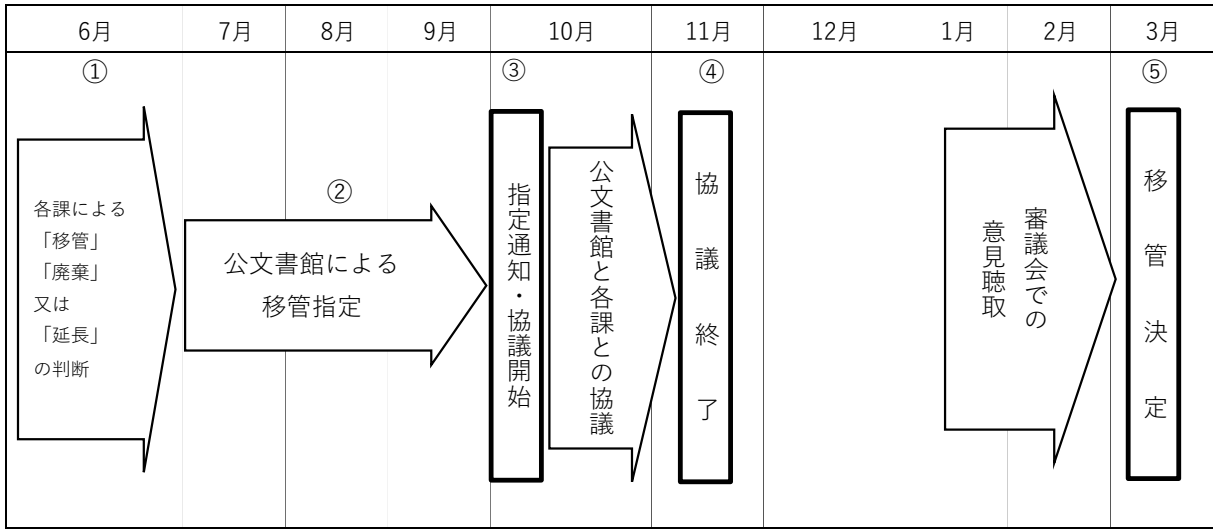 6月
7月
8月
9月
10月
11月
12月
1月
2月
3月
①
各課による
「移管」
「廃棄」
又は
「延長」
の判断
②
公文書館による
移管指定
③
指定通知・協議開始
公文書館と各課との協議
④
協議終了
審議会での
意見聴取
⑤
移管決定